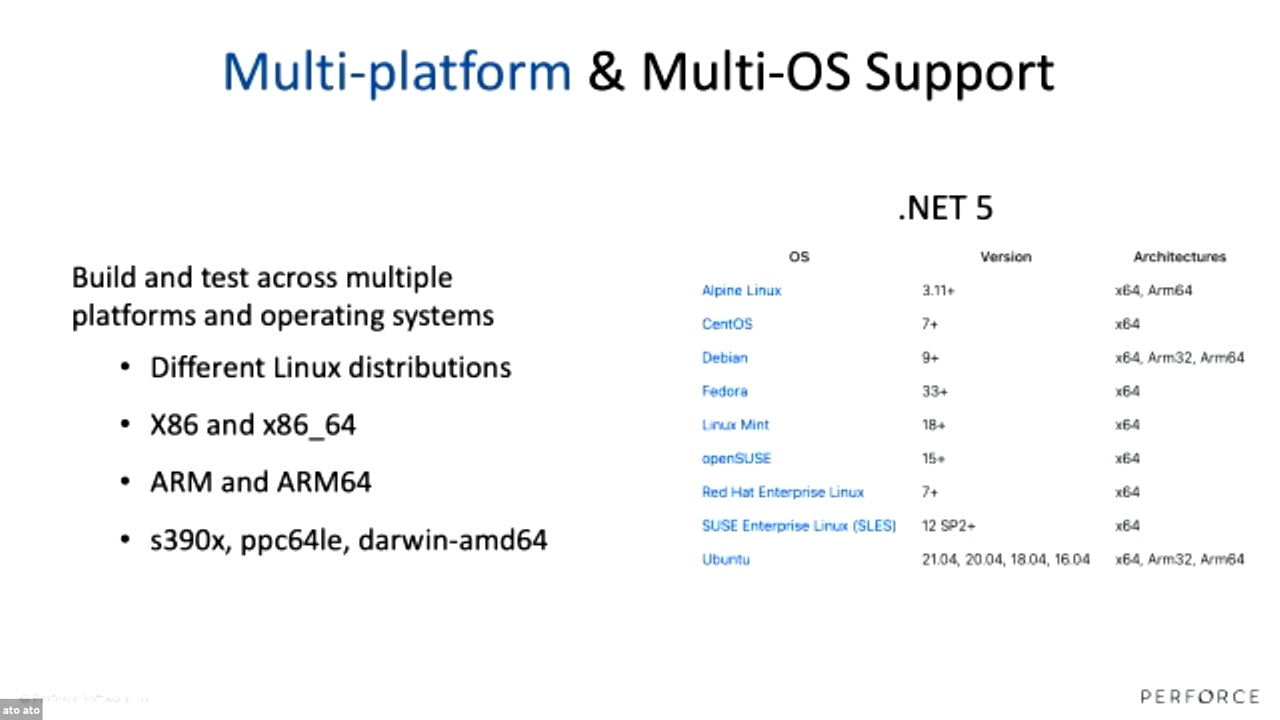 Multi-platform & Multi-OS Support
Build and test across multiple
platforms and operating systems
• Different Linux distributions
• X86 and x86_64
• ARM and ARM64
• s390x, ppc64le, darwin-amd64
.NET 5
OS Version Architectures
Alpine Linux 3.11+ x64, Arm64
CentOS 7+ x64
Debian 9+ x64, Arm32, Arm64
Fedora 33+ x64
Linux Mint 18+ x64
openSUSE 15+ x64
Red Hat Enterprise Linux 7+ x64
SUSE Enterprise Linux (SLES) 12 SP2+ x64
Ubuntu 21.04, 20.04, 18.04, 16.04 x64, Arm32, Arm64
ato ato
PERFORCE